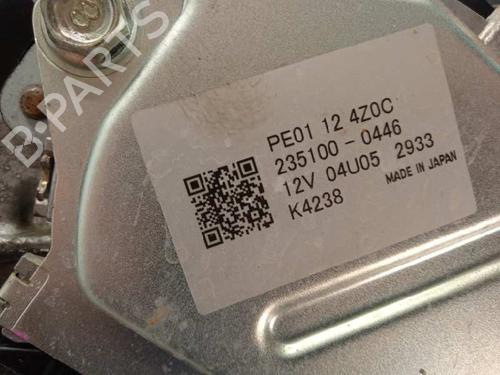 B-PARTS
PE01 12 4Z0C
235100-0446
12V 04U05 2933
K4238 MADE IN JAPAN